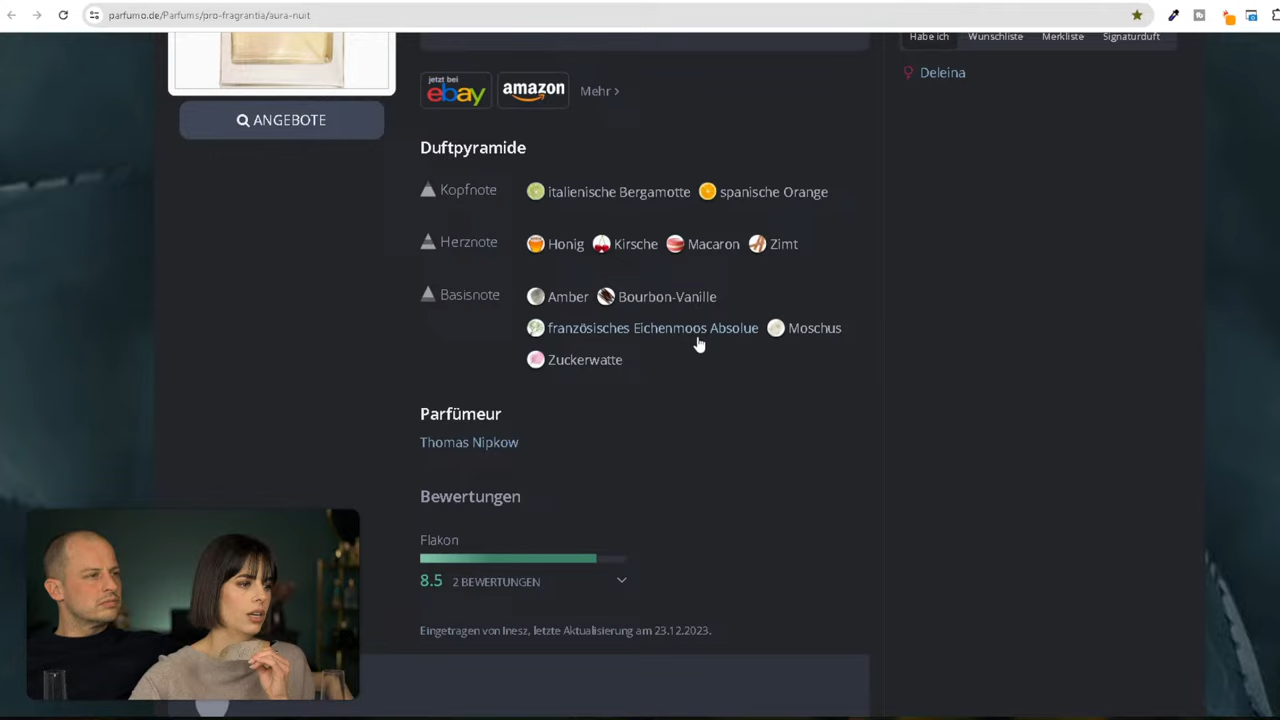 parfumo.de/Parfums/pro-fragrantia/aura-nuit
Habe ich Wunschliste Merkliste Signaturduft
Deleina
jetzt bei ebay amazon Mehr >
ANGEBOTE
Duftpyramide
Kopfnote italienische Bergamotte spanische Orange
Herznote Honig Kirsche Macaron Zimt
Basisnote Amber Bourbon-Vanille
französisches Eichenmoos Absolue Moschus
Zuckerwatte
Parfümeur
Thomas Nipkow
Bewertungen
Flakon
8.5 2 BEWERTUNGEN
Eingetragen von Inesz, letzte Aktualisierung am 23.12.2023.